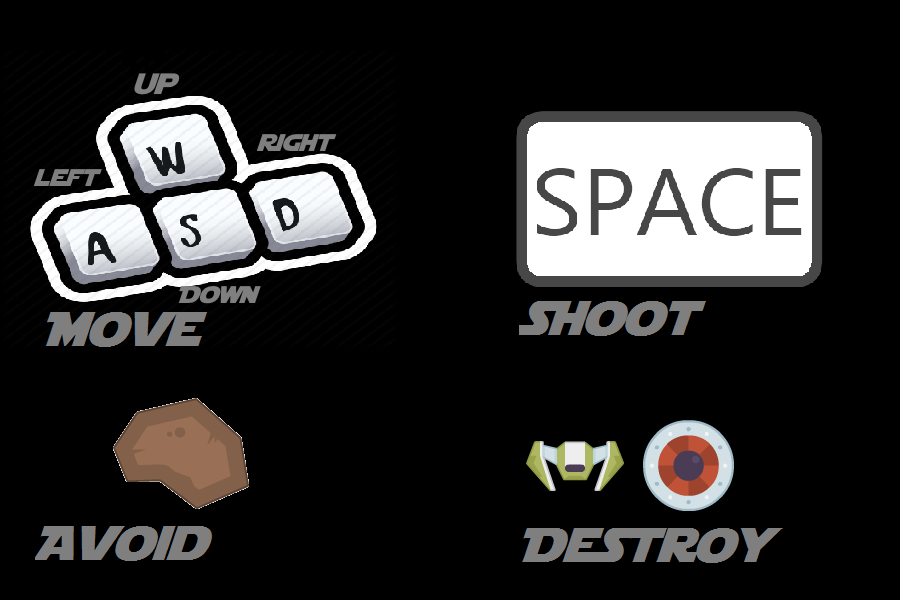 UP
LEFT
RIGHT
W
A
S
D
DOWN
MOVE
SPACE
SHOOT
AVOID
DESTROY